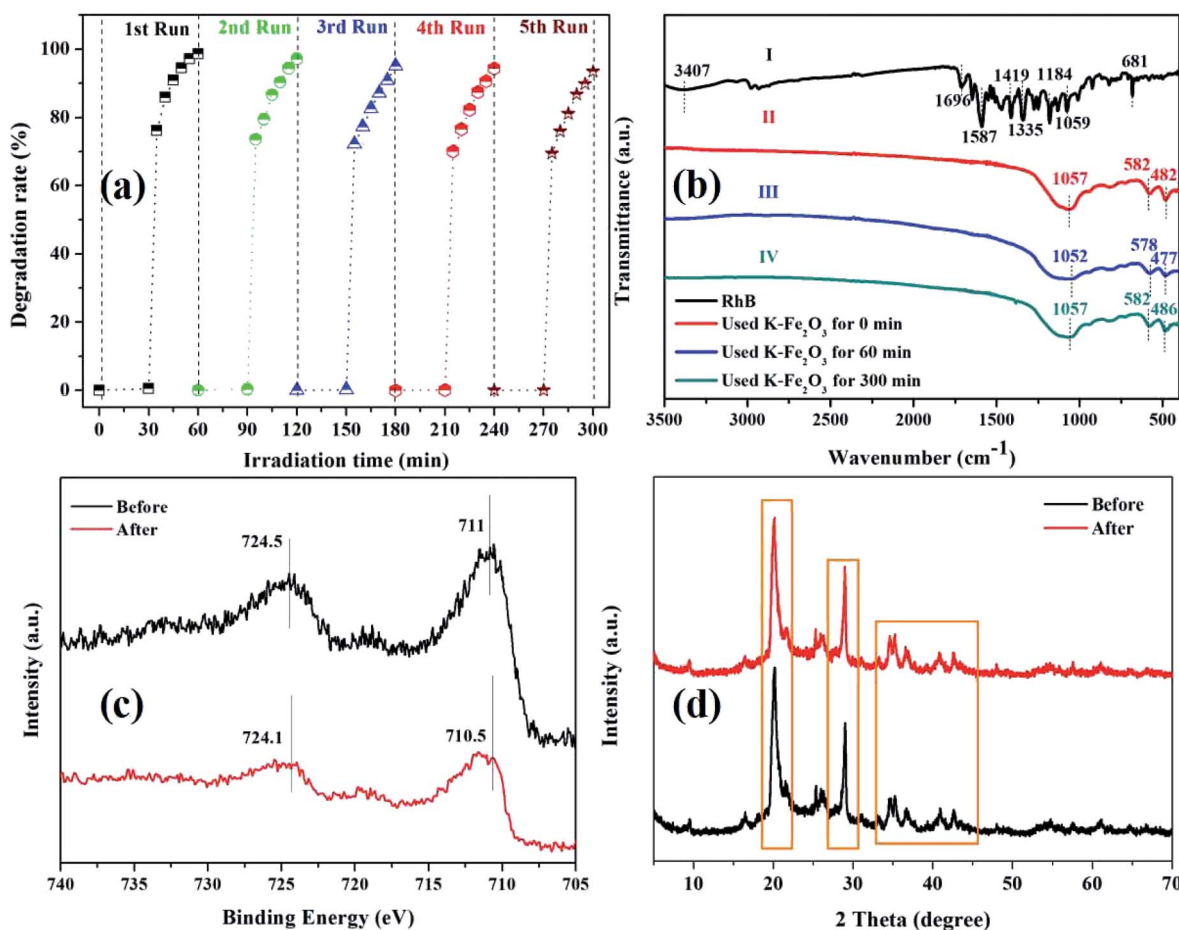 (a)
1st Run 2nd Run 3rd Run 4th Run 5th Run
100
80
60
40
20
0
Degradation rate (%)
0 30 60 90 120 150 180 210 240 270 300
Irradiation time (min)
(b)
I
3407
1696
1587
1419
1335
1184
1059
681
II
1057
582
482
III
1052
578
477
IV
1057
582
486
RhB
Used K-Fe₂O₃ for 0 min
Used K-Fe₂O₃ for 60 min
Used K-Fe₂O₃ for 300 min
Transmittance (a.u.)
3500 3000 2500 2000 1500 1000 500
Wavenumber (cm⁻¹)
(c)
Before
After
724.5
711
724.1
710.5
Intensity (a.u.)
740 735 730 725 720 715 710 705
Binding Energy (eV)
(d)
Before
After
Intensity (a.u.)
10 20 30 40 50 60 70
2 Theta (degree)